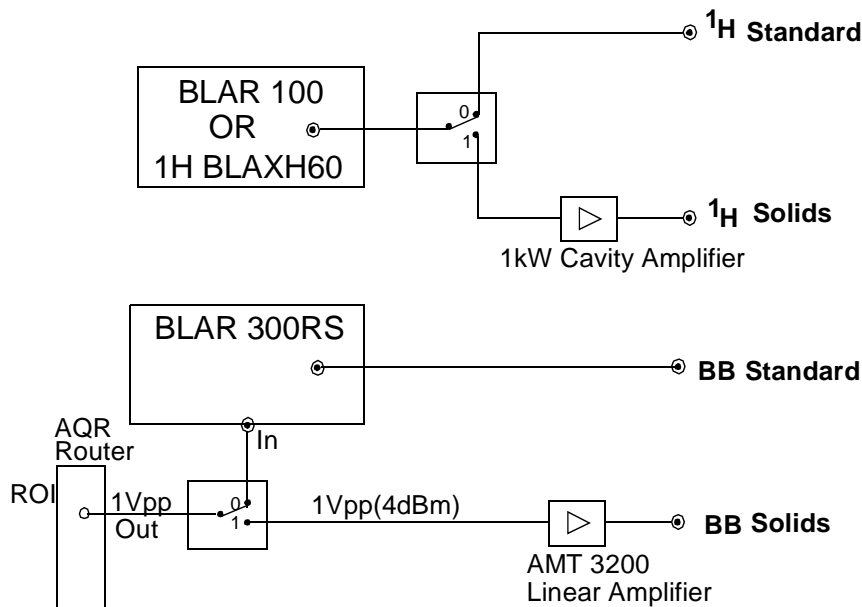 1H Standard
BLAR 100
OR
1H BLAXH60
0
1
1H Solids
1kW Cavity Amplifier
BLAR 300RS
BB Standard
In
AQR
Router
ROI
1Vpp
Out
0
1
1Vpp(4dBm)
BB Solids
AMT 3200
Linear Amplifier